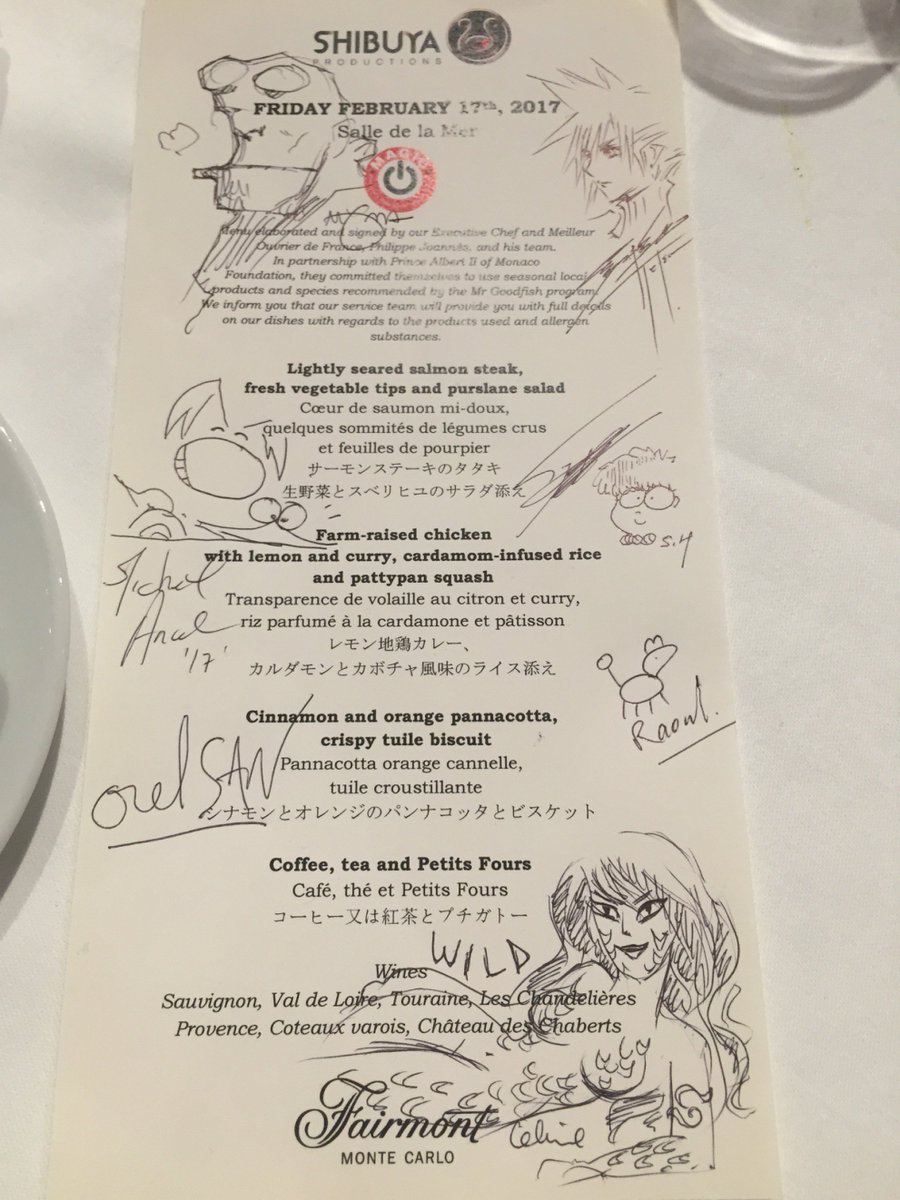 SHIBUYA
PRODUCTIONS
FRIDAY FEBRUARY 17th, 2017
Salle de la Mer
MAGIC
Menu elaborated and signed by our Executive Chef and Meilleur
Ouvrier de France, Philippe Joannès, and his team.
In partnership with Prince Albert II of Monaco
Foundation, they committed themselves to use seasonal local
products and species recommended by the Mr Goodfish program.
We inform you that our service team will provide you with full details
on our dishes with regards to the products used and allergen
substances.
Lightly seared salmon steak,
fresh vegetable tips and purslane salad
Cœur de saumon mi-doux,
quelques sommités de légumes crus
et feuilles de pourpier
サーモンステーキのタタキ
生野菜とスベリヒユのサラダ添え
S.H
Farm-raised chicken
with lemon and curry, cardamom-infused rice
and pattypan squash
Transparence de volaille au citron et curry,
riz parfumé à la cardamone et pâtisson
レモン地鶏カレー、
カルダモンとカボチャ風味のライス添え
Michel
Ancel
'17'
Raoul.
Cinnamon and orange pannacotta,
crispy tuile biscuit
Pannacotta orange cannelle,
tuile croustillante
シナモンとオレンジのパンナコッタとビスケット
orelSAN
Coffee, tea and Petits Fours
Café, thé et Petits Fours
コーヒー又は紅茶とプチガトー
WILD
Wines
Sauvignon, Val de Loire, Touraine, Les Chandelières
Provence, Coteaux varois, Château des Chaberts
Fairmont
MONTE CARLO
Celine